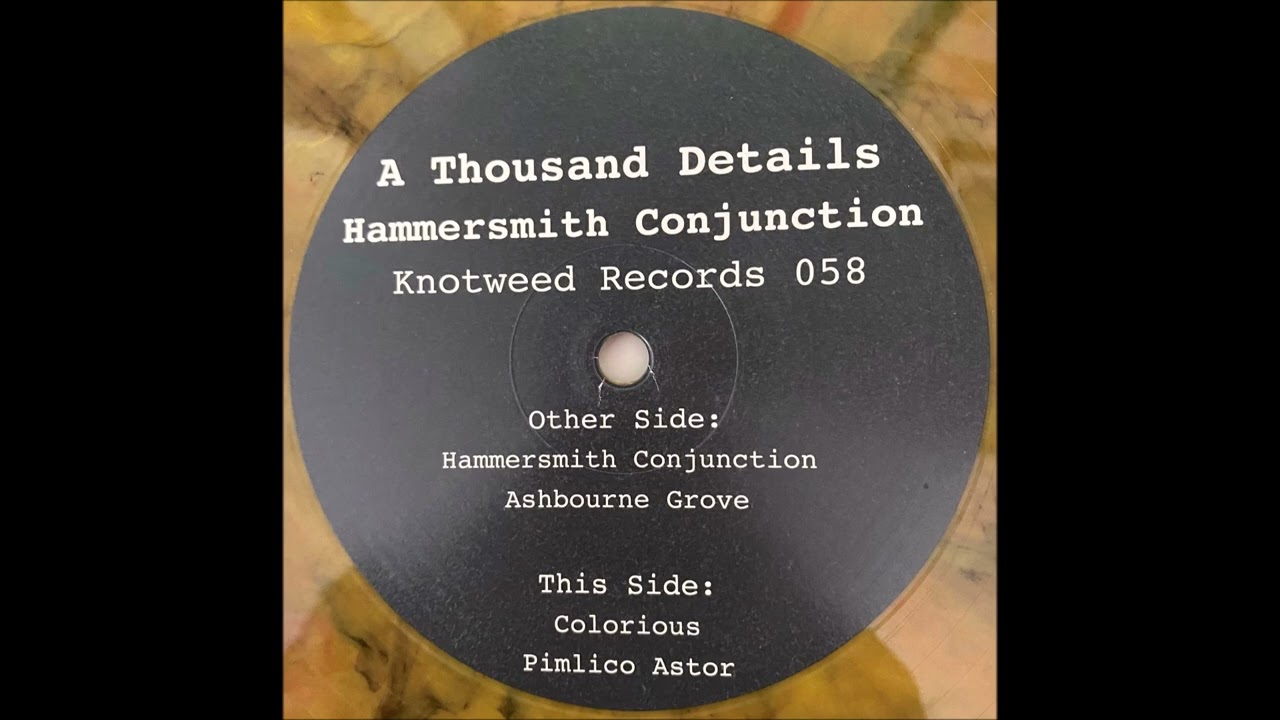 A Thousand Details
Hammersmith Conjunction
Knotweed Records 058
Other Side:
Hammersmith Conjunction
Ashbourne Grove
This Side:
Colorious
Pimlico Astor